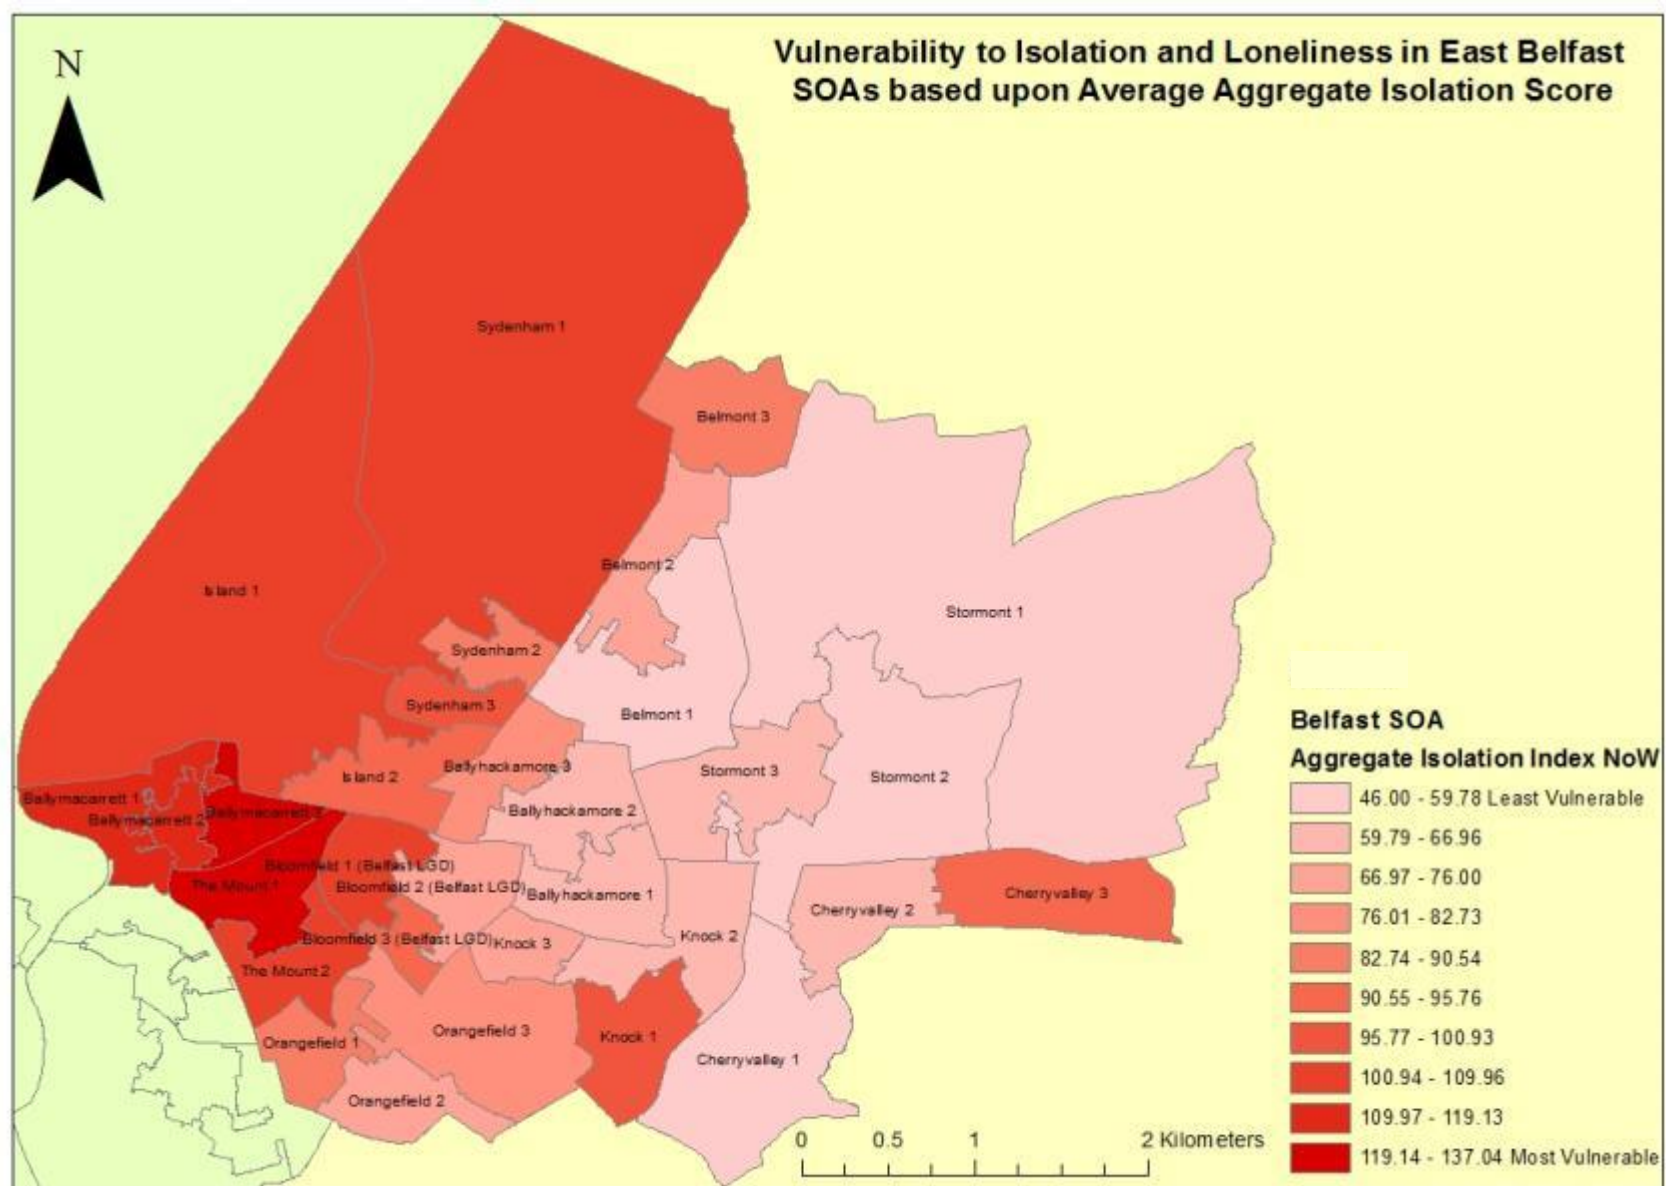 Vulnerability to Isolation and Loneliness in East Belfast
SOAs based upon Average Aggregate Isolation Score
N
Sydenham 1
Belmont 3
Belmont 2
Island 1
Stormont 1
Sydenham 2
Sydenham 3
Belmont 1
Ballyhackamore 3
Island 2
Stormont 3
Stormont 2
Ballymacarrett 1
Ballymacarrett 2
Ballymacarrett 3
Ballyhackamore 2
Bloomfield 1 (Belfast LGD)
The Mount 1
Bloomfield 2 (Belfast LGD)
Ballyhackamore 1
Cherryvalley 3
Cherryvalley 2
Bloomfield 3 (Belfast LGD)
Knock 3
Knock 2
The Mount 2
Orangefield 1
Orangefield 3
Knock 1
Cherryvalley 1
Orangefield 2
0 0.5 1 2 Kilometers
Belfast SOA
Aggregate Isolation Index NoW
46.00 - 59.78 Least Vulnerable
59.79 - 66.96
66.97 - 76.00
76.01 - 82.73
82.74 - 90.54
90.55 - 95.76
95.77 - 100.93
100.94 - 109.96
109.97 - 119.13
119.14 - 137.04 Most Vulnerable